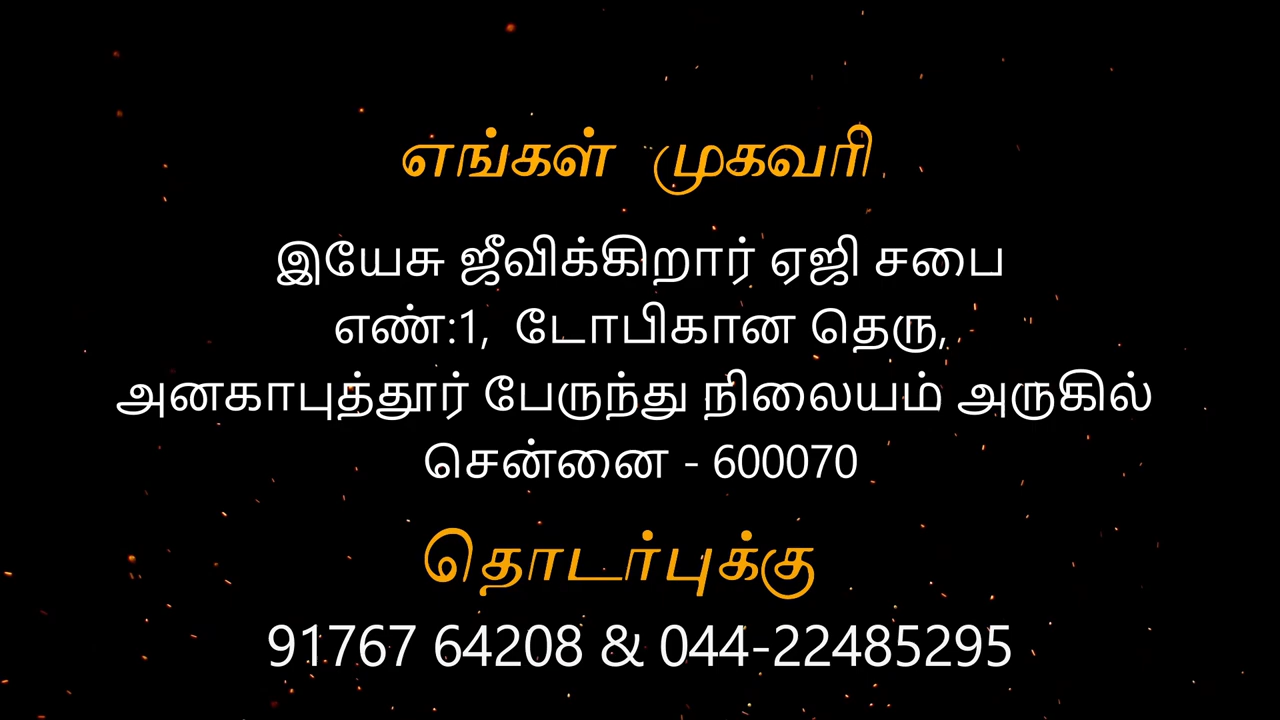 எங்கள் முகவரி
இயேசு ஜீவிக்கிறார் ஏஜி சபை
எண்:1, டோபிகான தெரு,
அனகாபுத்தூர் பேருந்து நிலையம் அருகில்
சென்னை - 600070
தொடர்புக்கு
91767 64208 & 044-22485295